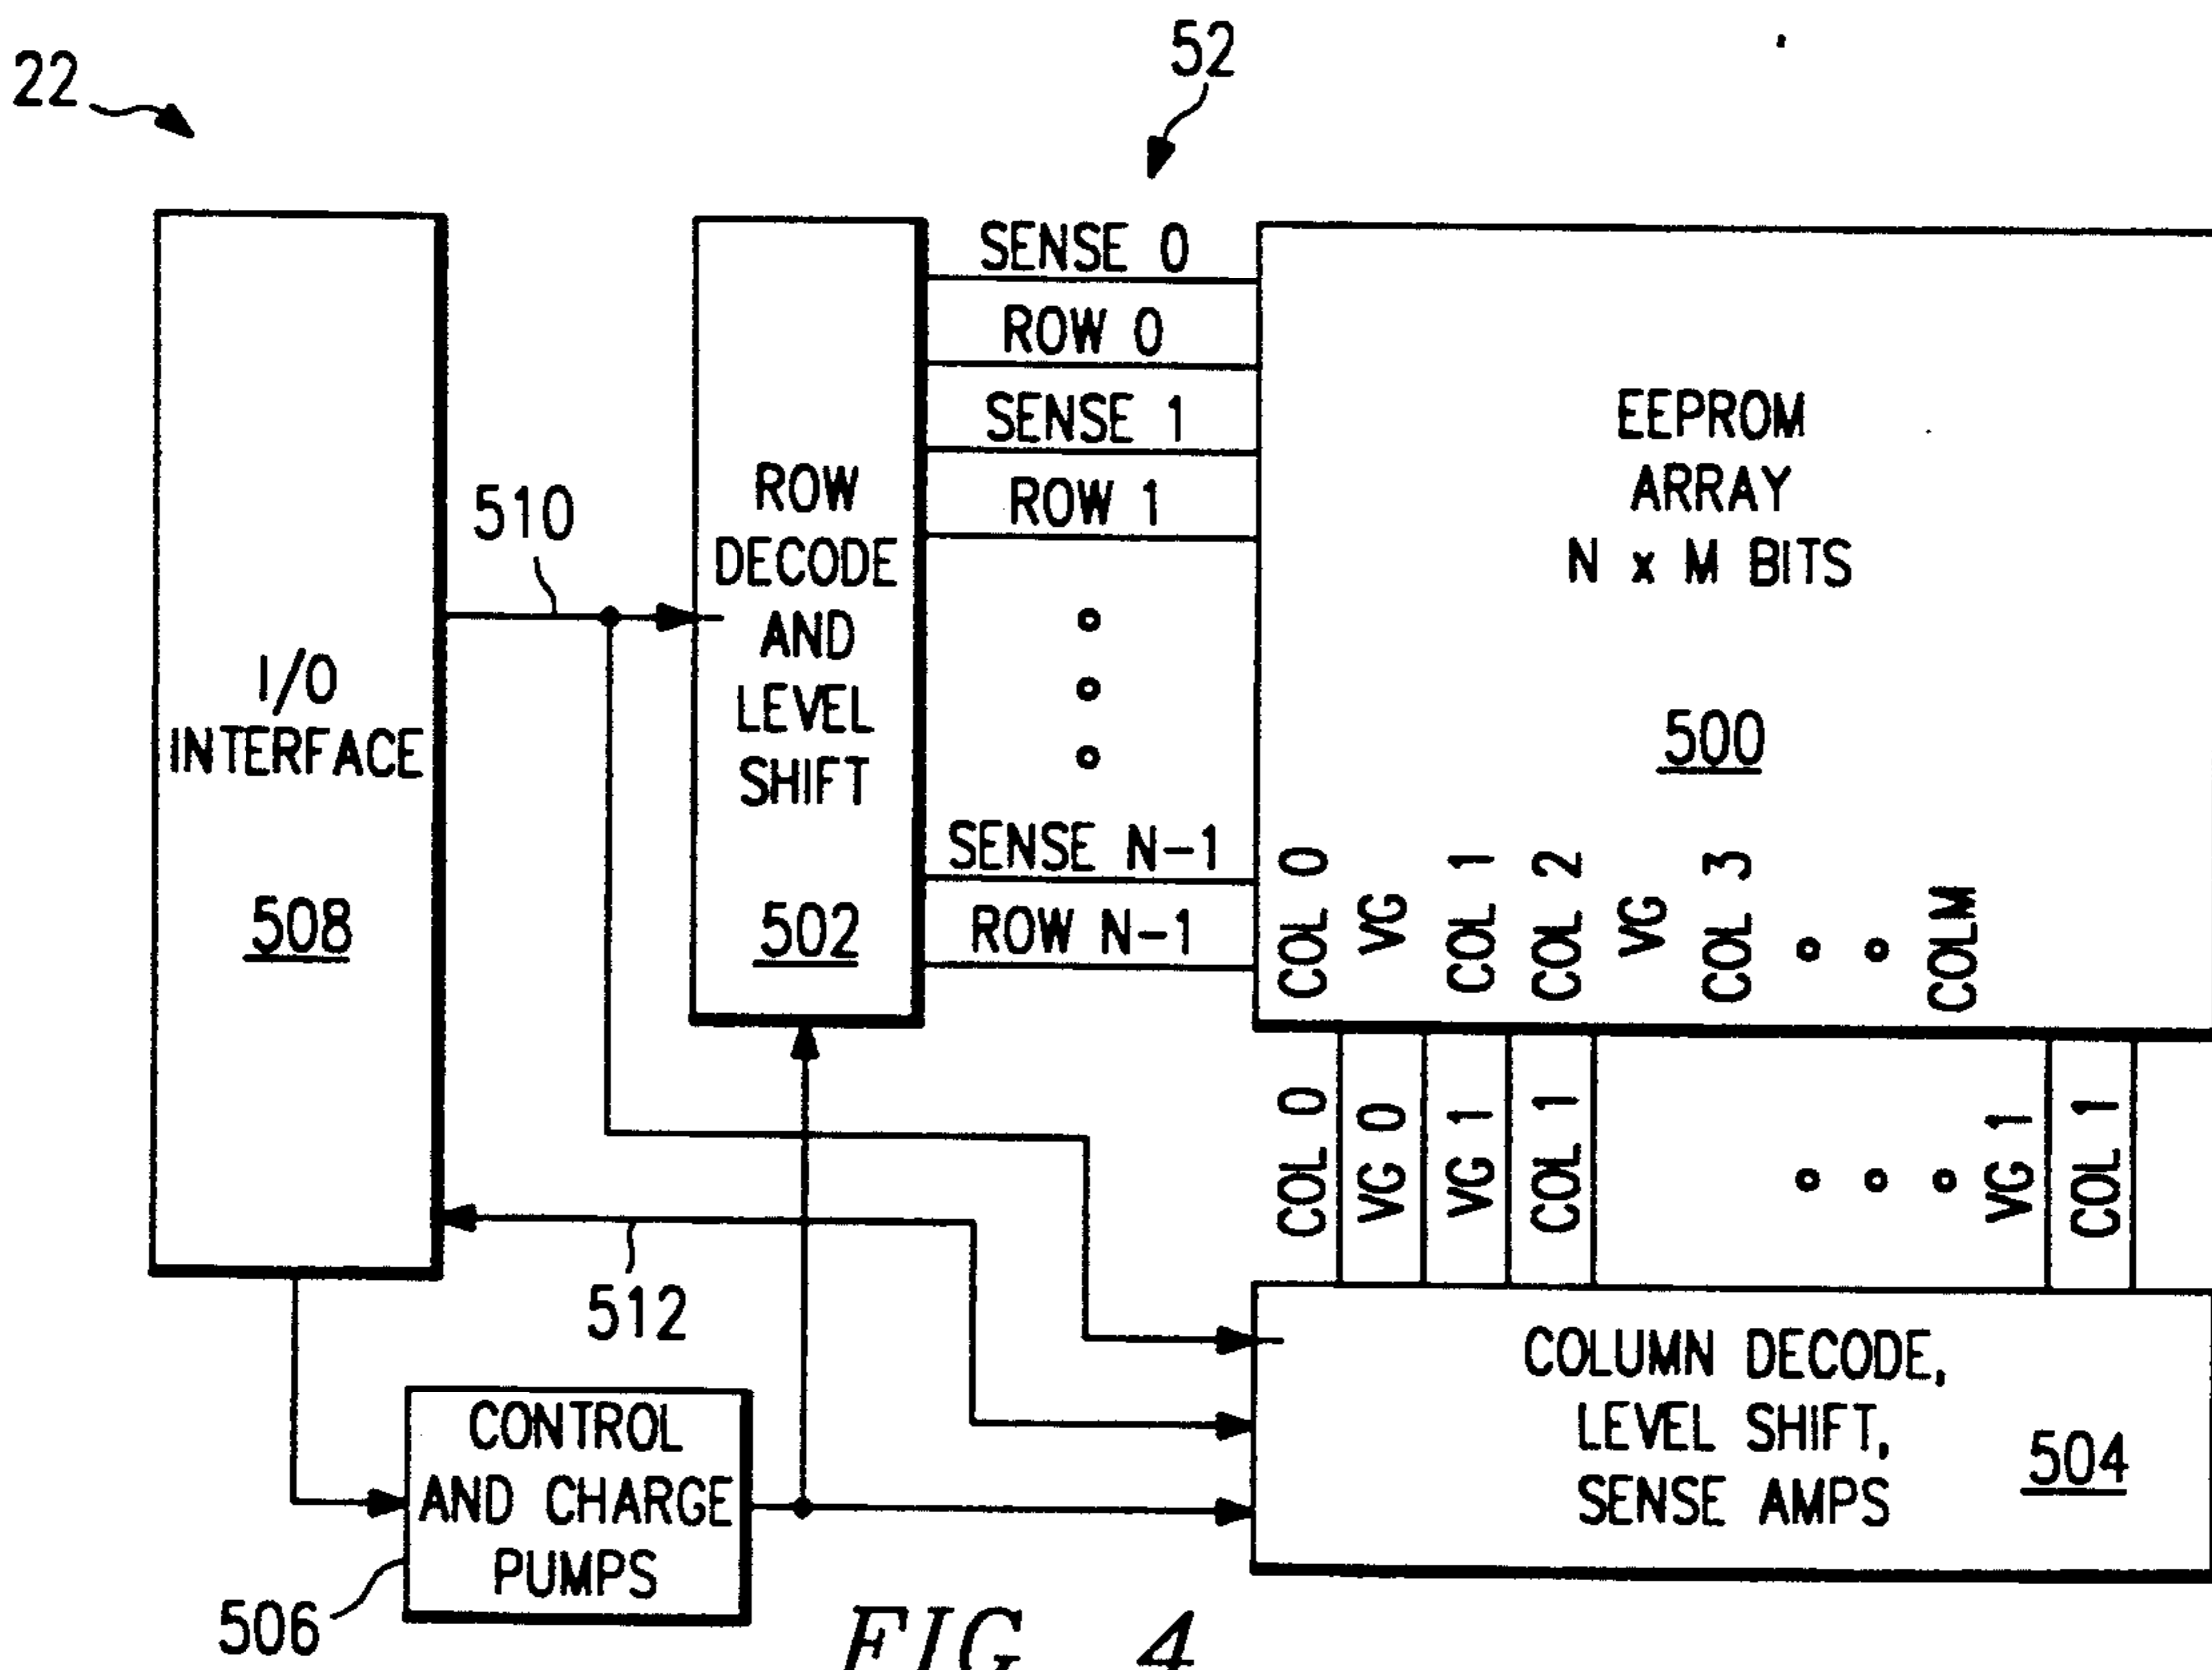 22
52
SENSE 0
ROW 0
SENSE 1
ROW 1
SENSE N-1
ROW N-1
510
ROW
DECODE
AND
LEVEL
SHIFT
502
I/O
INTERFACE
508
EEPROM
ARRAY
N x M BITS
500
COL 0
VG
COL 1
COL 2
VG
COL 3
COLM
COL 0
VG 0
VG 1
COL 1
VG 1
COL 1
512
CONTROL
AND CHARGE
PUMPS
506
COLUMN DECODE,
LEVEL SHIFT,
SENSE AMPS
504
FIG. 4